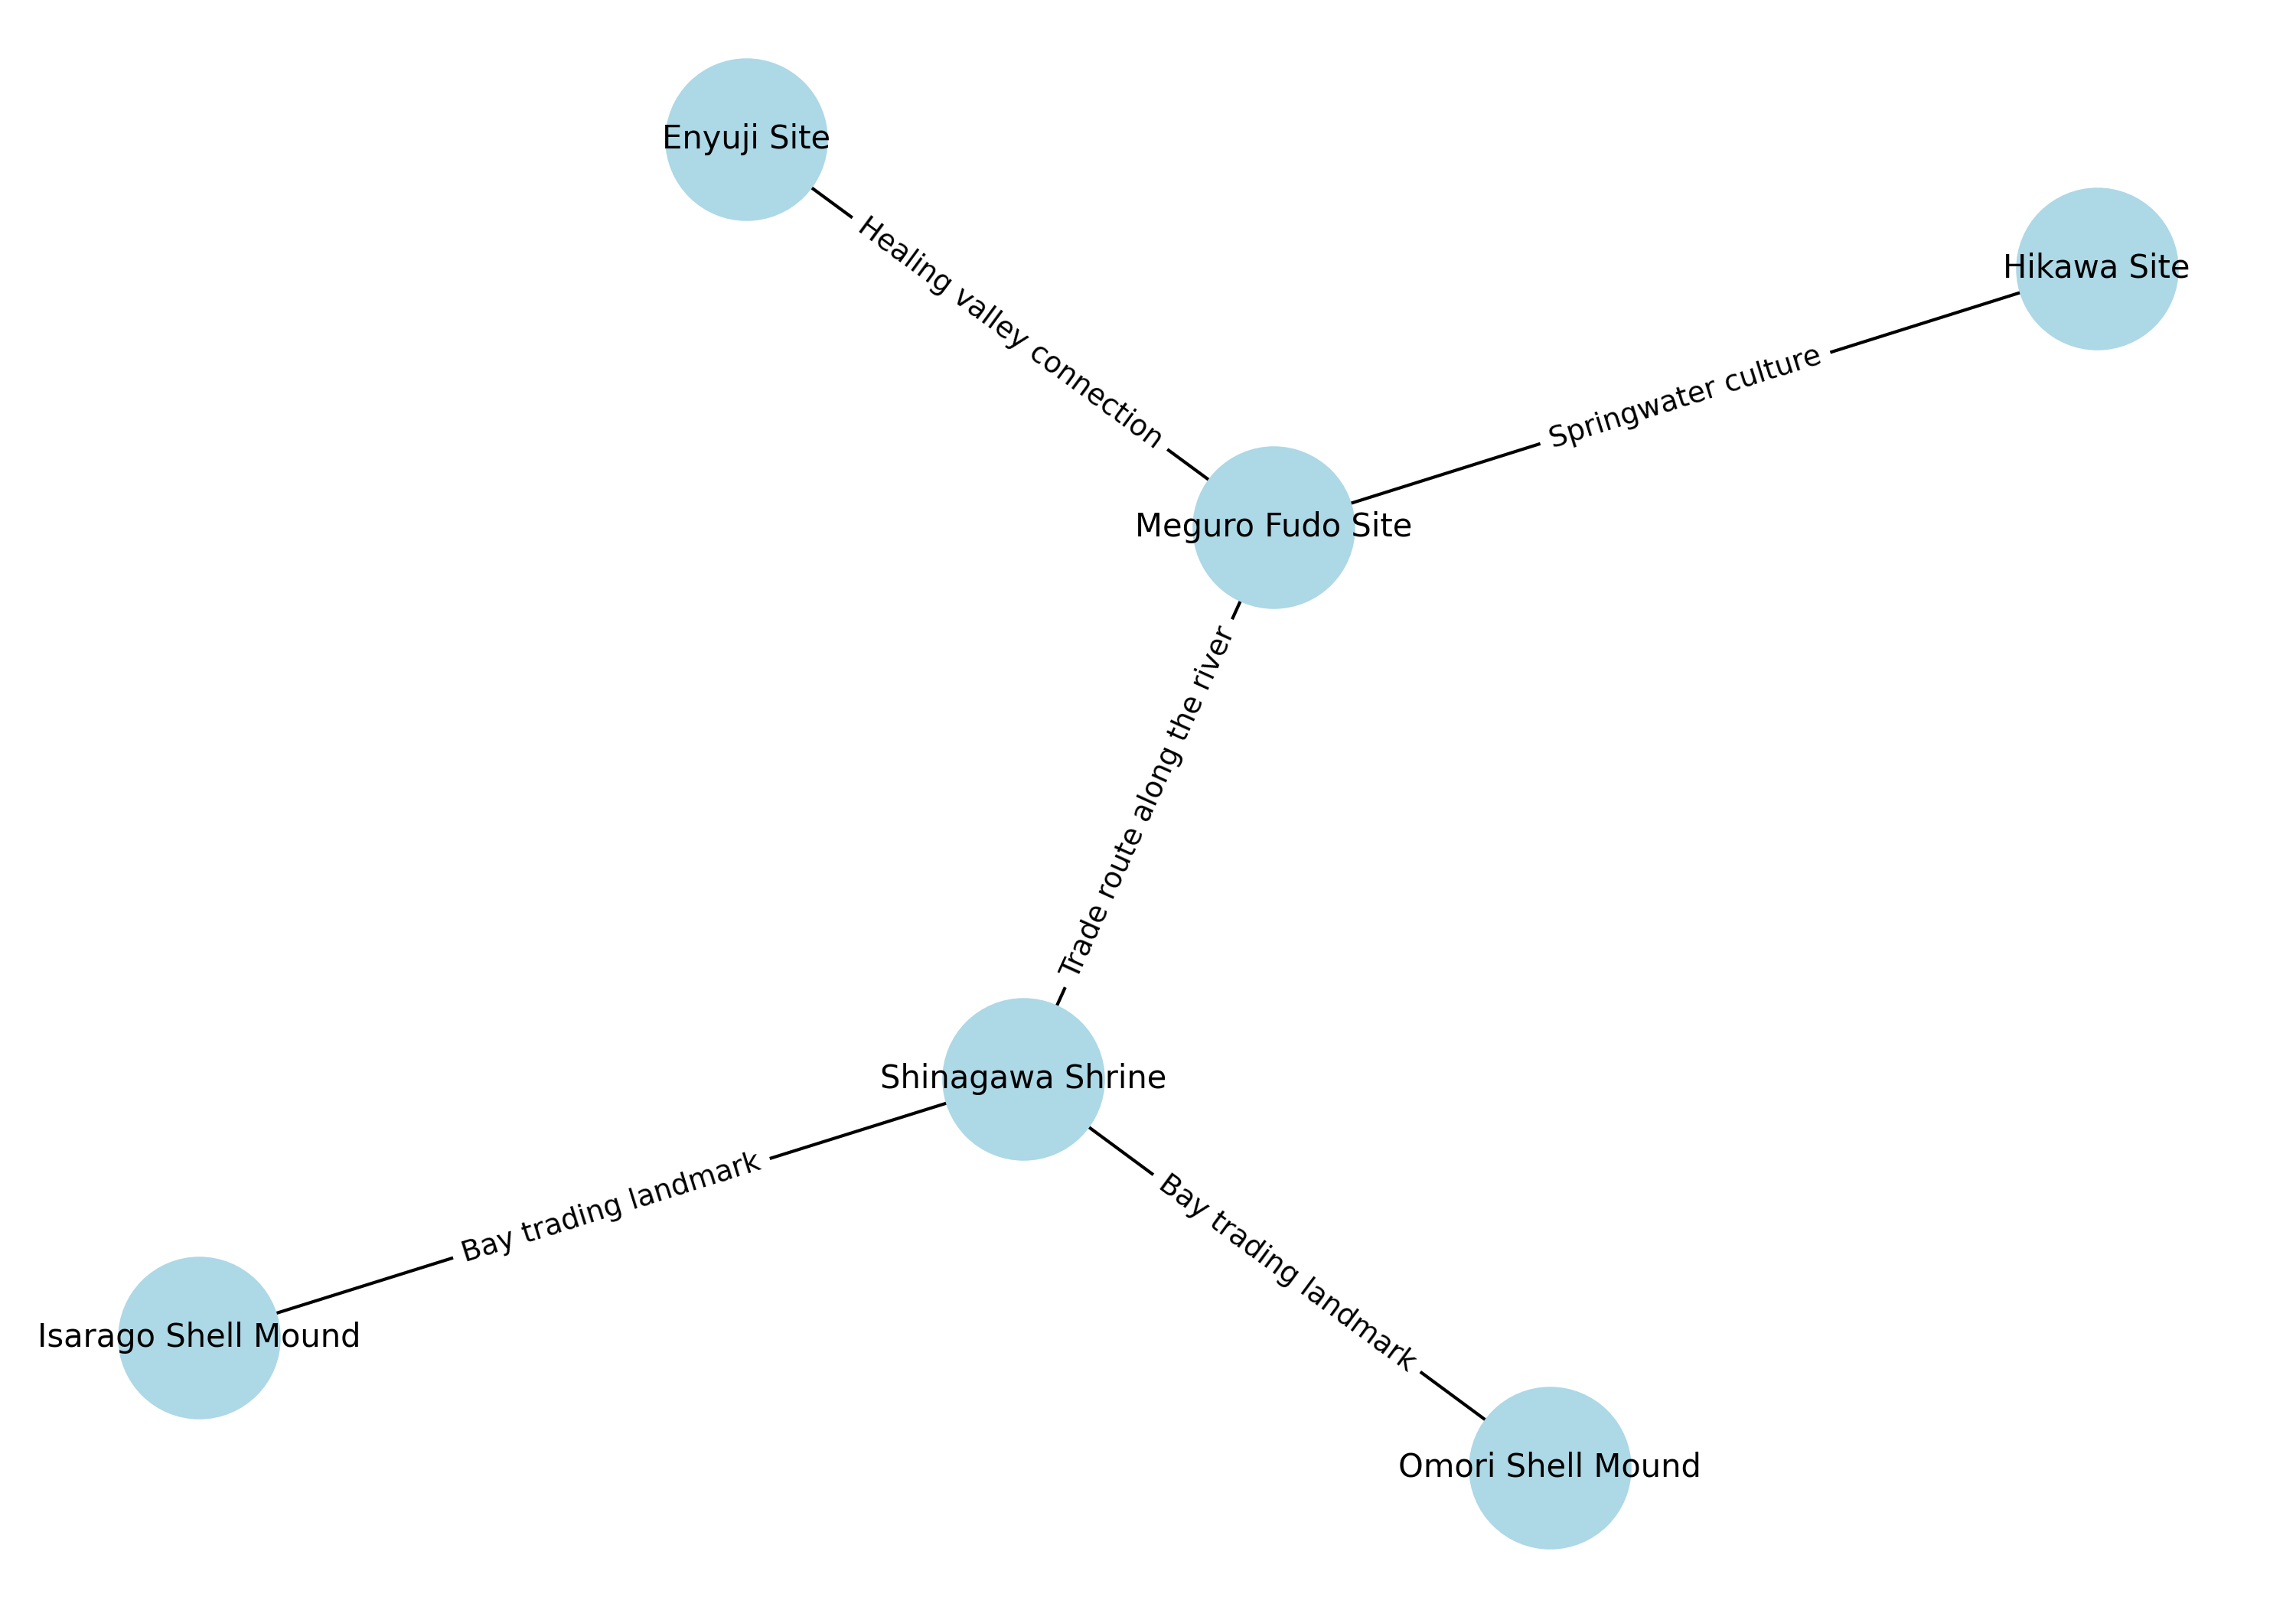 Enyuji Site
Hikawa Site
Healing valley connection
Springwater culture
Meguro Fudo Site
Trade route along the river
Shinagawa Shrine
Bay trading landmark
Bay trading landmark
Isarago Shell Mound
Omori Shell Mound